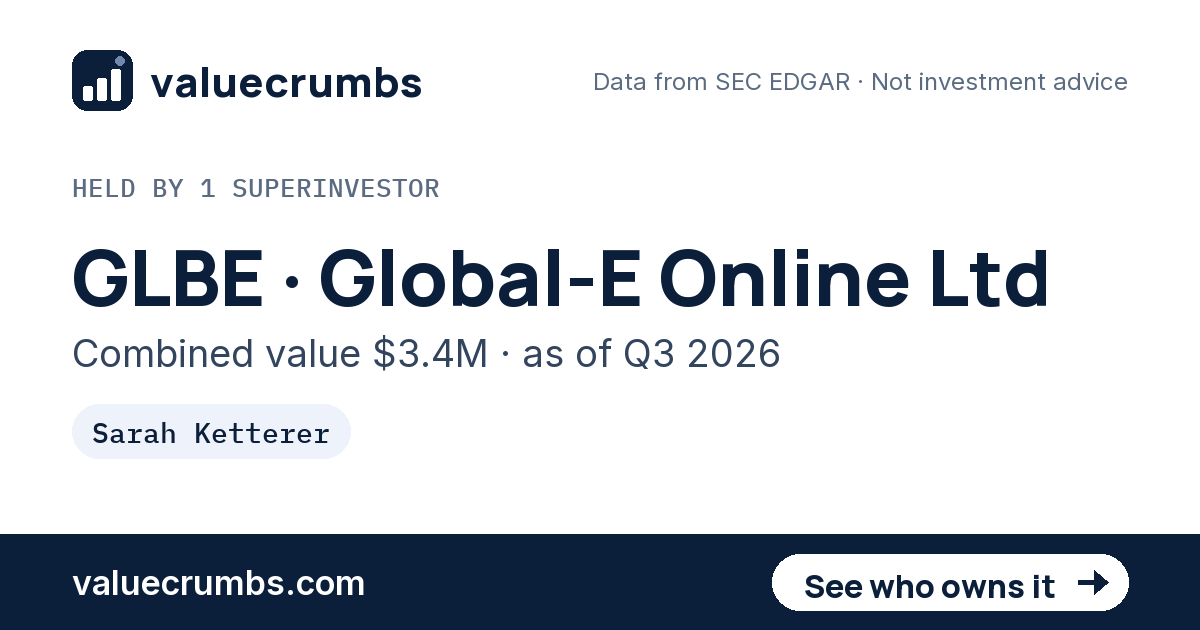 valuecrumbs
Data from SEC EDGAR · Not investment advice
HELD BY 1 SUPERINVESTOR
GLBE · Global-E Online Ltd
Combined value $3.4M · as of Q3 2026
Sarah Ketterer
valuecrumbs.com
See who owns it →